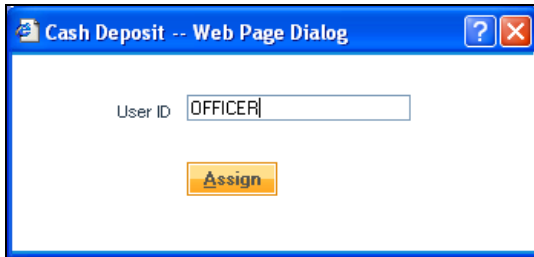 Cash Deposit -- Web Page Dialog
User ID OFFICER
Assign